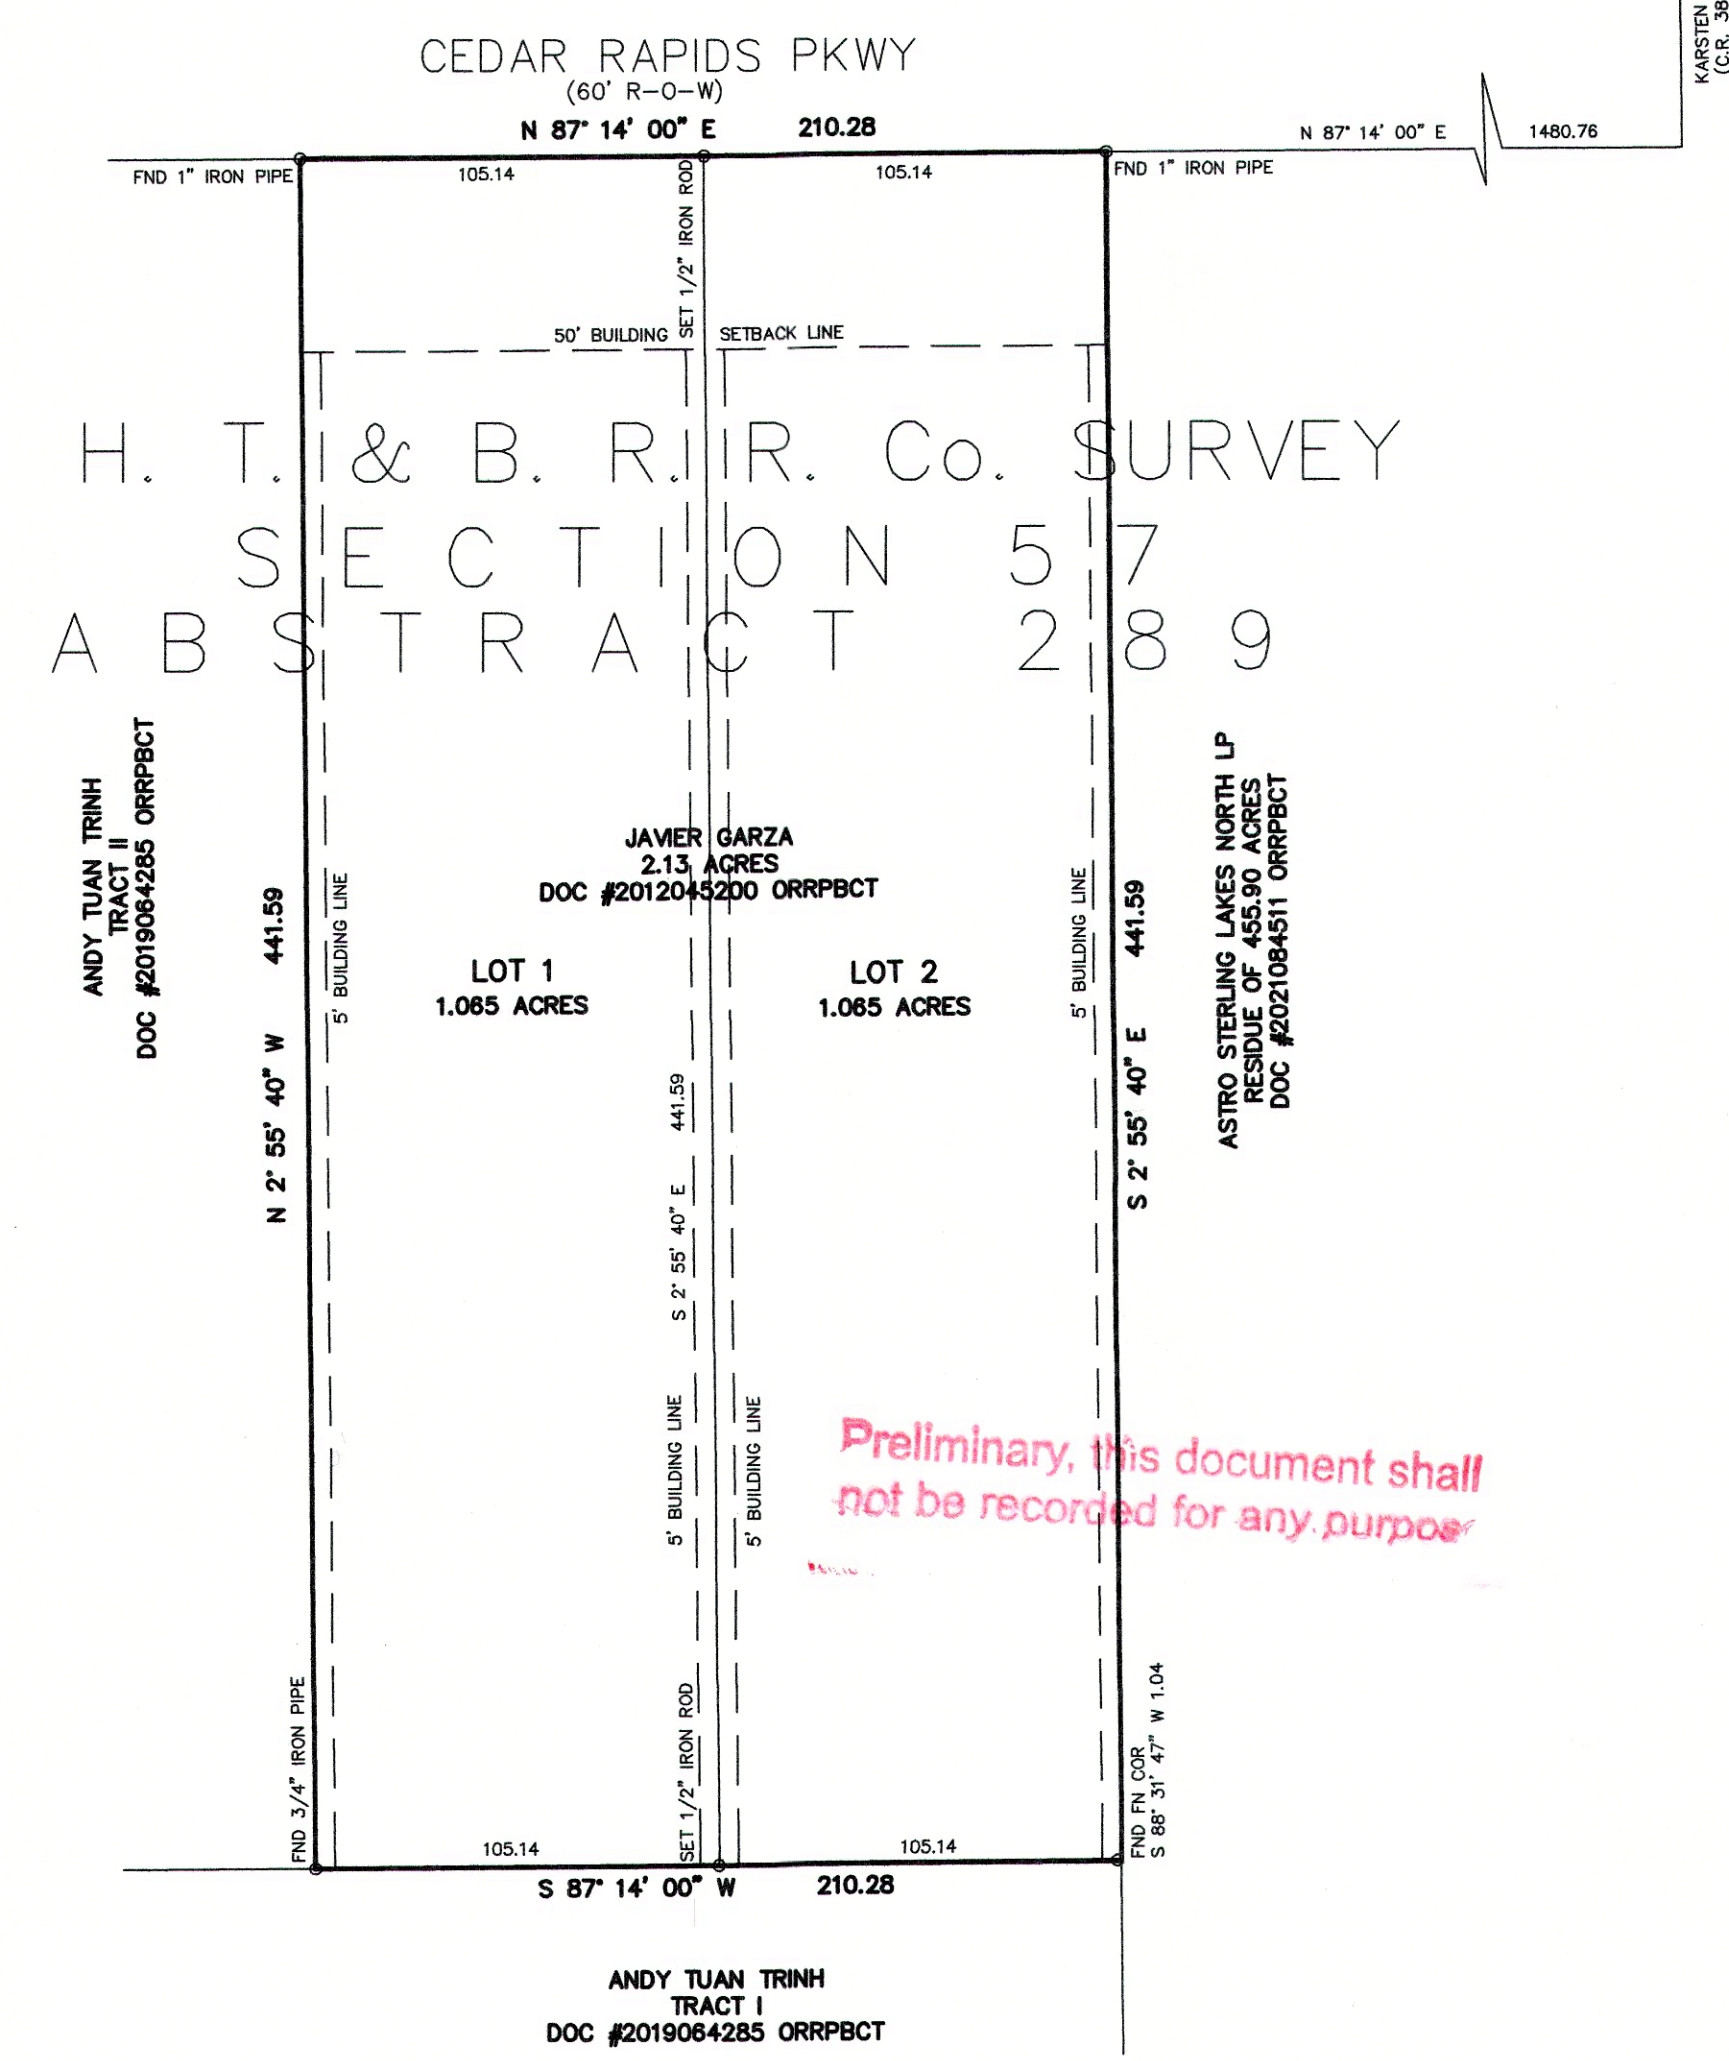 KARSTEN
(C.R. 38
CEDAR RAPIDS PKWY
(60' R-O-W)
N 87° 14' 00" E 210.28
N 87° 14' 00" E 1480.76
FND 1" IRON PIPE
105.14
SET 1/2" IRON ROD
105.14
FND 1" IRON PIPE
50' BUILDING SETBACK LINE
H. T. & B. R. R. Co. SURVEY
SECTION 57
ABSTRACT 289
ANDY TUAN TRINH
TRACT II
DOC #2019064285 ORRPBCT
N 2° 55' 40" W 441.59
5' BUILDING LINE
JAVIER GARZA
2.13 ACRES
DOC #2012045200 ORRPBCT
LOT 1
1.065 ACRES
LOT 2
1.065 ACRES
5' BUILDING LINE
S 2° 55' 40" E 441.59
ASTRO STERLING LAKES NORTH LP
RESIDUE OF 455.90 ACRES
DOC #2021084511 ORRPBCT
S 2° 55' 40" E 441.59
5' BUILDING LINE
5' BUILDING LINE
Preliminary, this document shall
not be recorded for any purpos
FND 3/4" IRON PIPE
SET 1/2" IRON ROD
FND FN COR
S 88° 31' 47" W 1.04
105.14
105.14
S 87° 14' 00" W 210.28
ANDY TUAN TRINH
TRACT I
DOC #2019064285 ORRPBCT